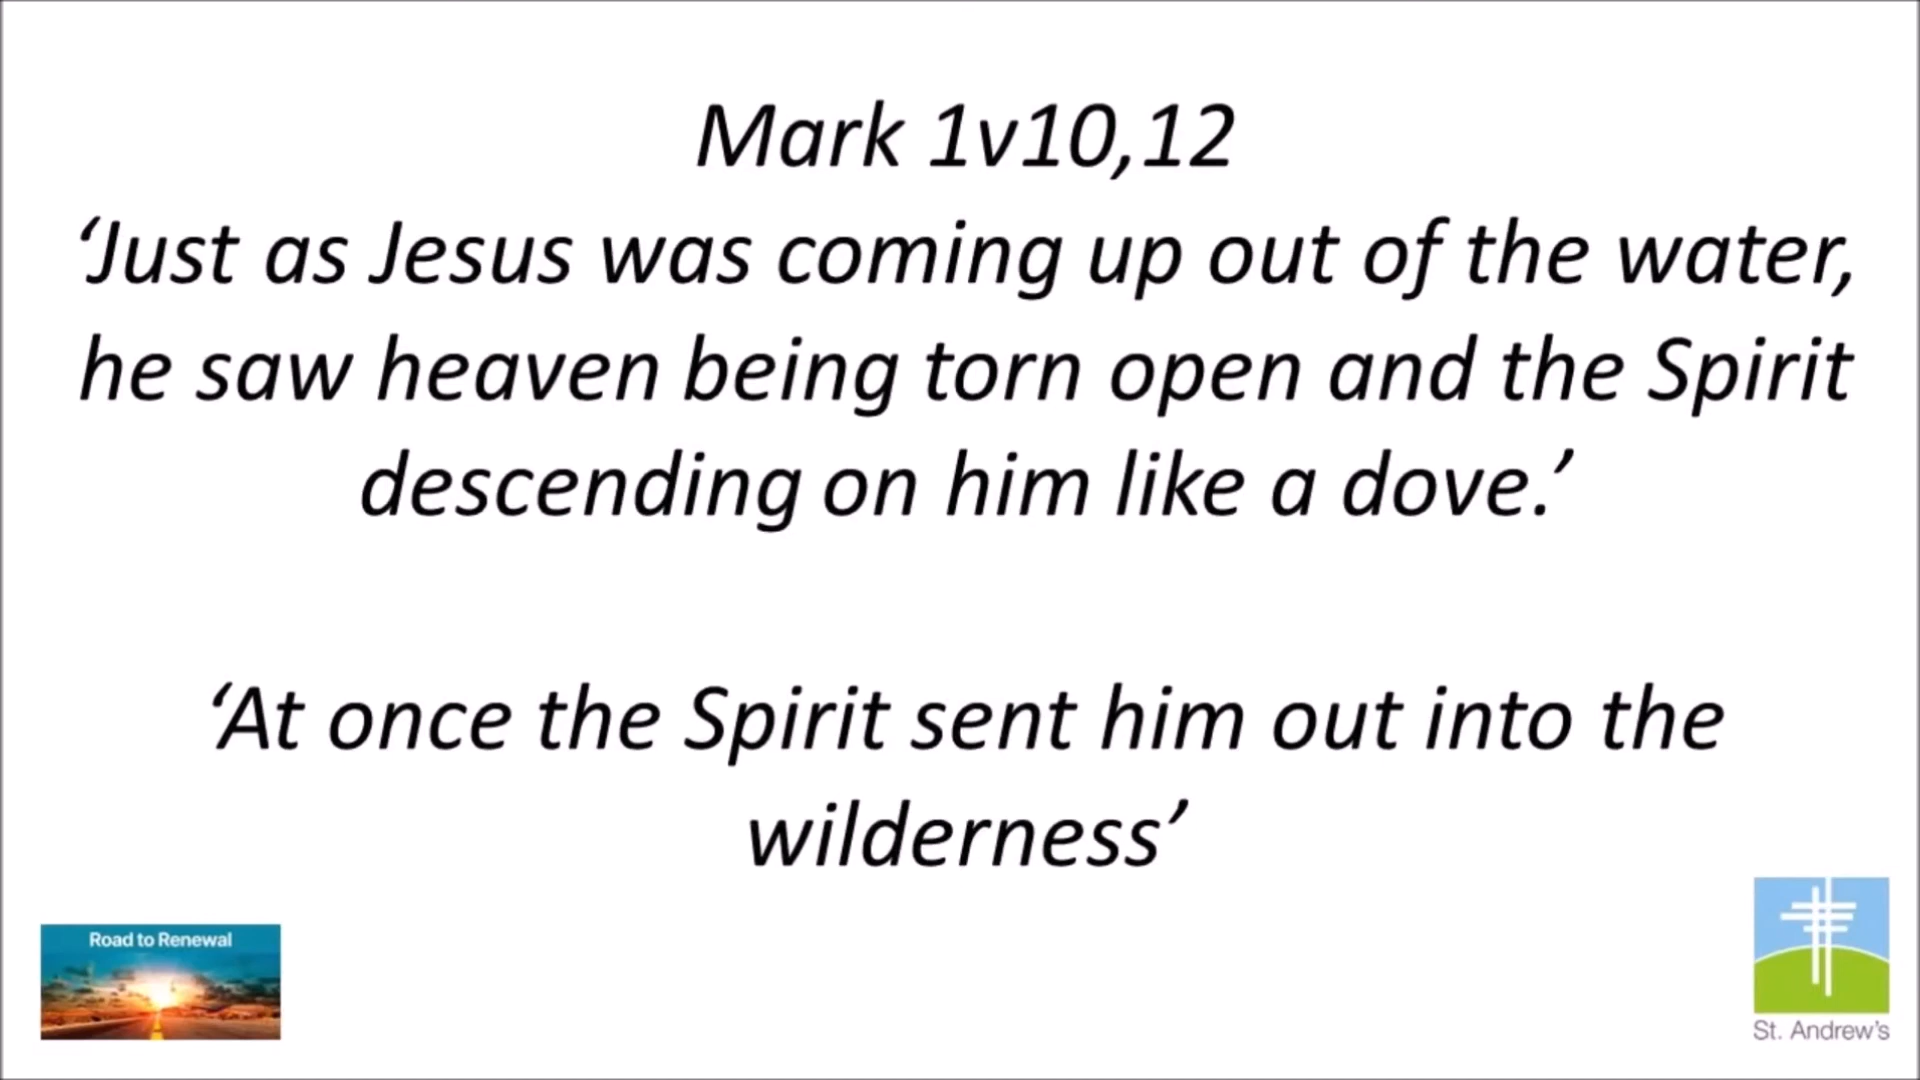 Mark 1v10,12
‘Just as Jesus was coming up out of the water,
he saw heaven being torn open and the Spirit
descending on him like a dove.’
‘At once the Spirit sent him out into the
wilderness’
Road to Renewal
St. Andrew's